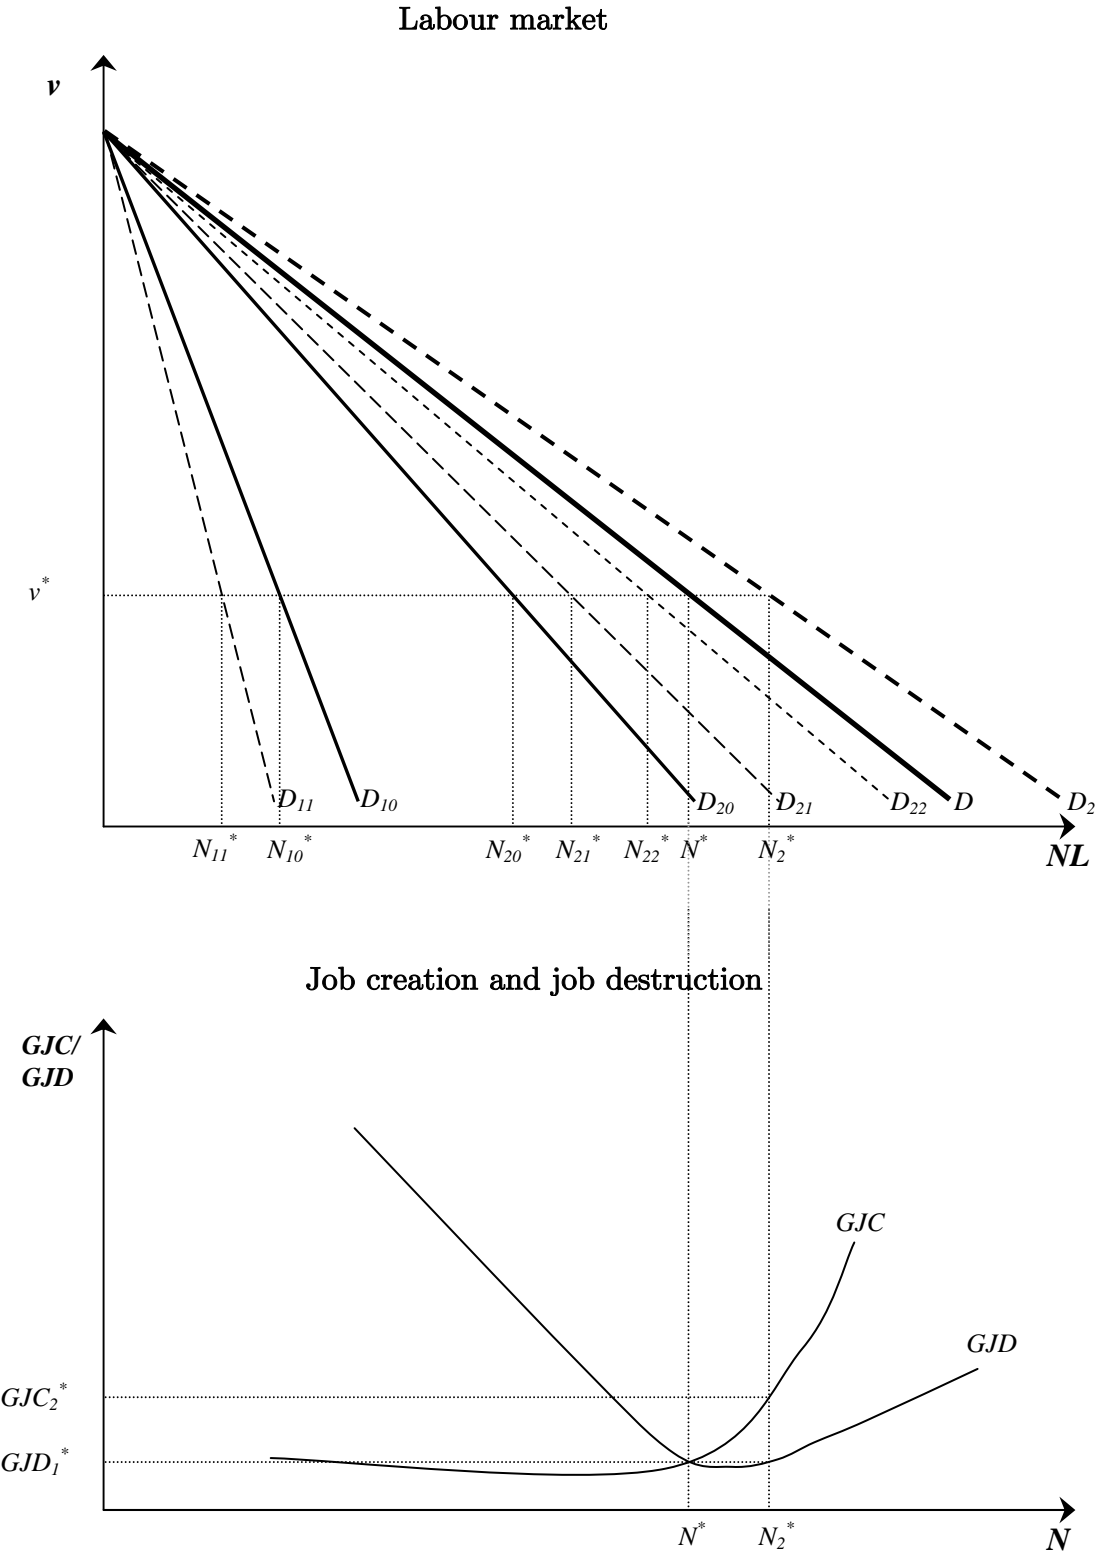 Labour market
v
v*
D11 D10 D20 D21 D22 D D2
N11* N10* N20* N21* N22* N* N2*
NL
Job creation and job destruction
GJC/
GJD
GJC
GJD
GJC2*
GJD1*
N* N2*
N